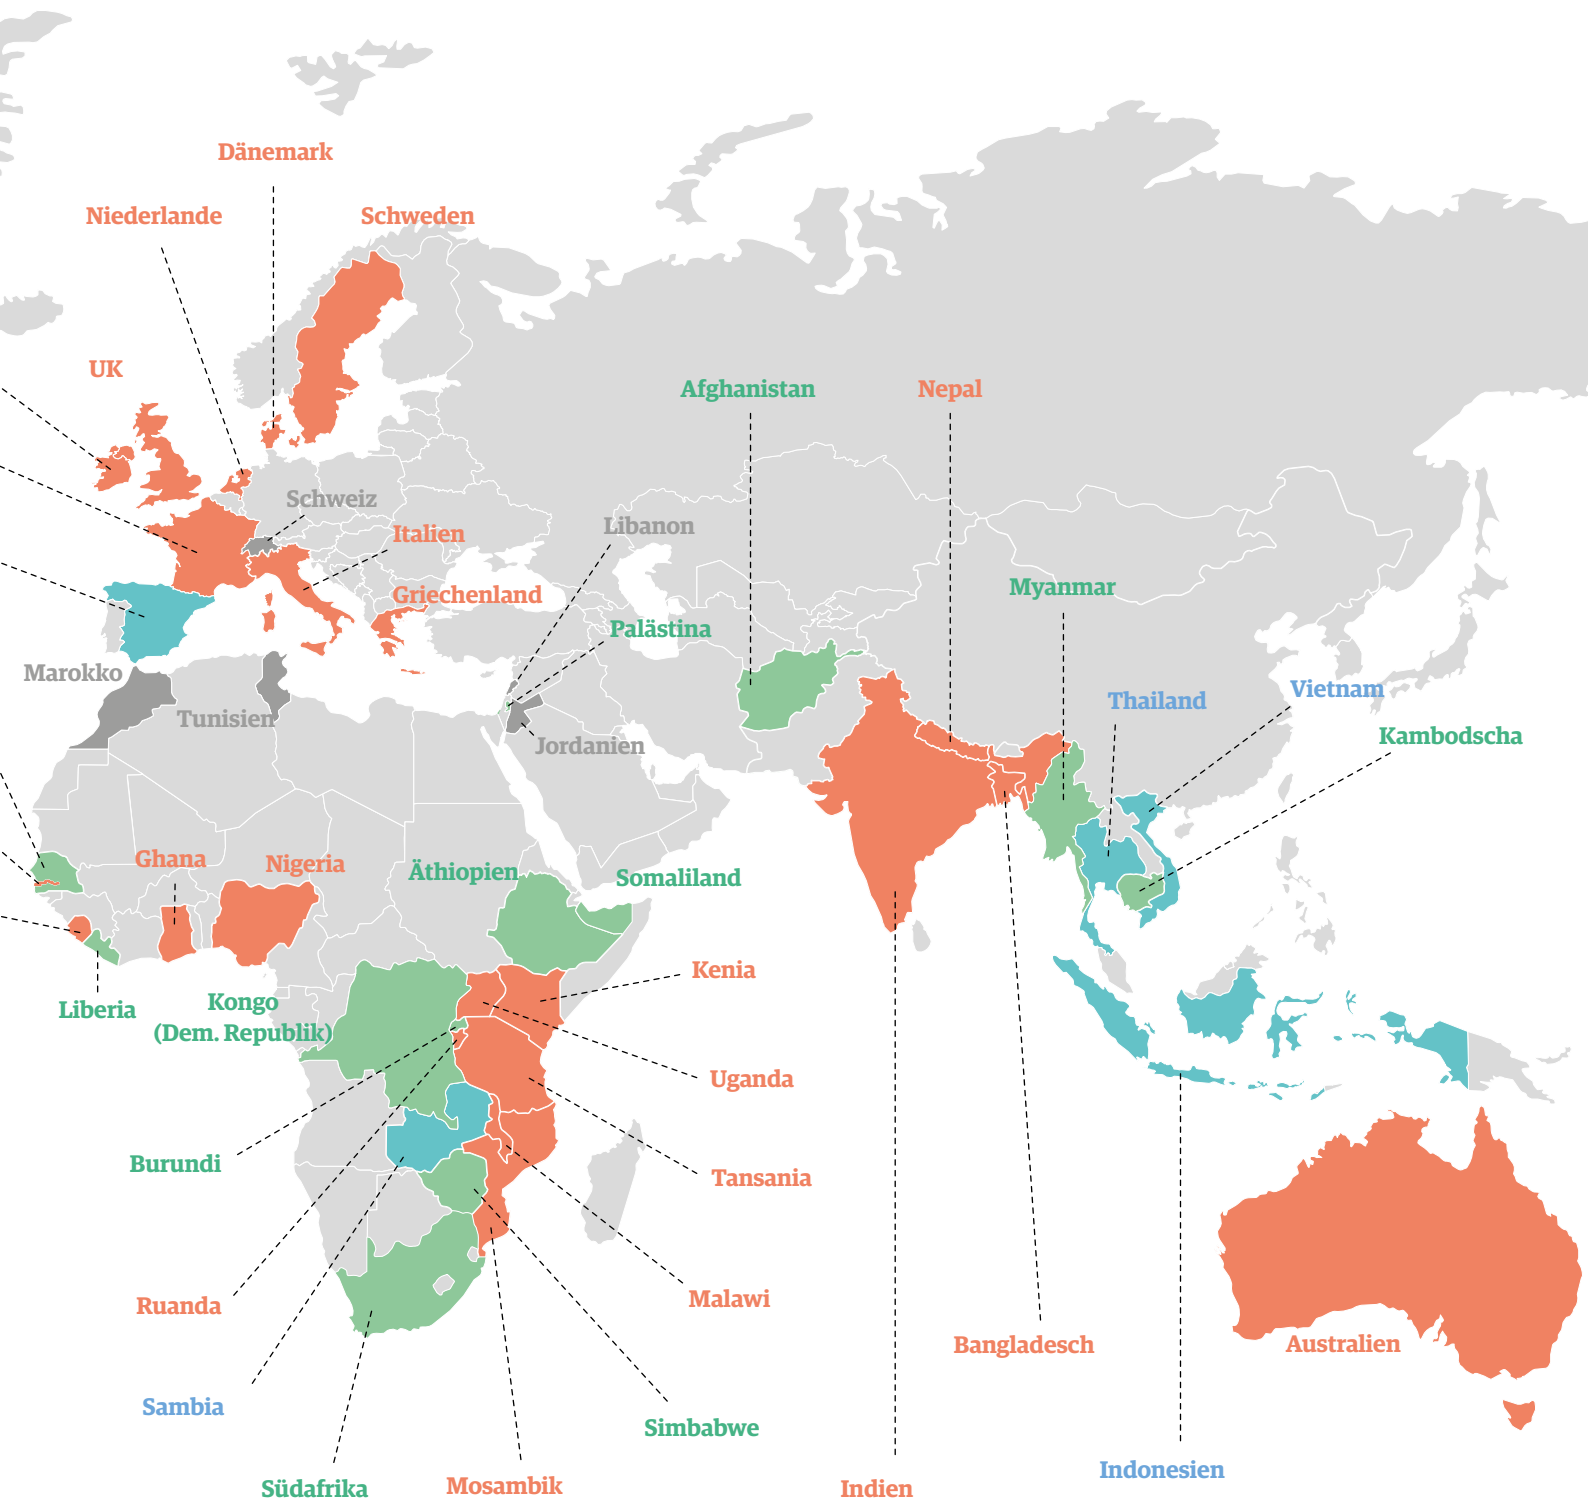 Dänemark
Niederlande
Schweden
UK
Afghanistan
Nepal
Schweiz
Libanon
Italien
Myanmar
Griechenland
Palästina
Marokko
Vietnam
Thailand
Tunisien
Kambodscha
Jordanien
Ghana
Nigeria
Äthiopien
Somaliland
Kenia
Liberia
Kongo
(Dem. Republik)
Uganda
Burundi
Tansania
Ruanda
Malawi
Bangladesch
Australien
Sambia
Simbabwe
Indonesien
Südafrika
Mosambik
Indien